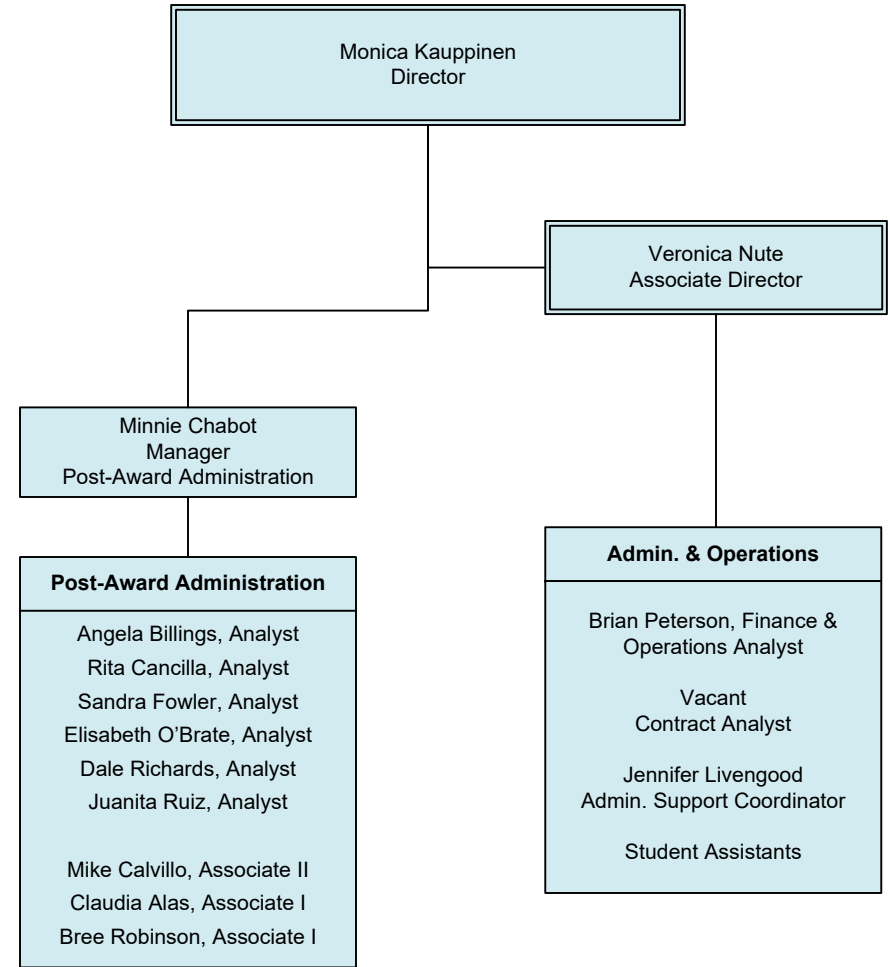 Monica Kauppinen
Director
Veronica Nute
Associate Director
Minnie Chabot
Manager
Post-Award Administration
Post-Award Administration
Angela Billings, Analyst
Rita Cancilla, Analyst
Sandra Fowler, Analyst
Elisabeth O’Brate, Analyst
Dale Richards, Analyst
Juanita Ruiz, Analyst
Mike Calvillo, Associate II
Claudia Alas, Associate I
Bree Robinson, Associate I
Admin. & Operations
Brian Peterson, Finance &
Operations Analyst
Vacant
Contract Analyst
Jennifer Livengood
Admin. Support Coordinator
Student Assistants